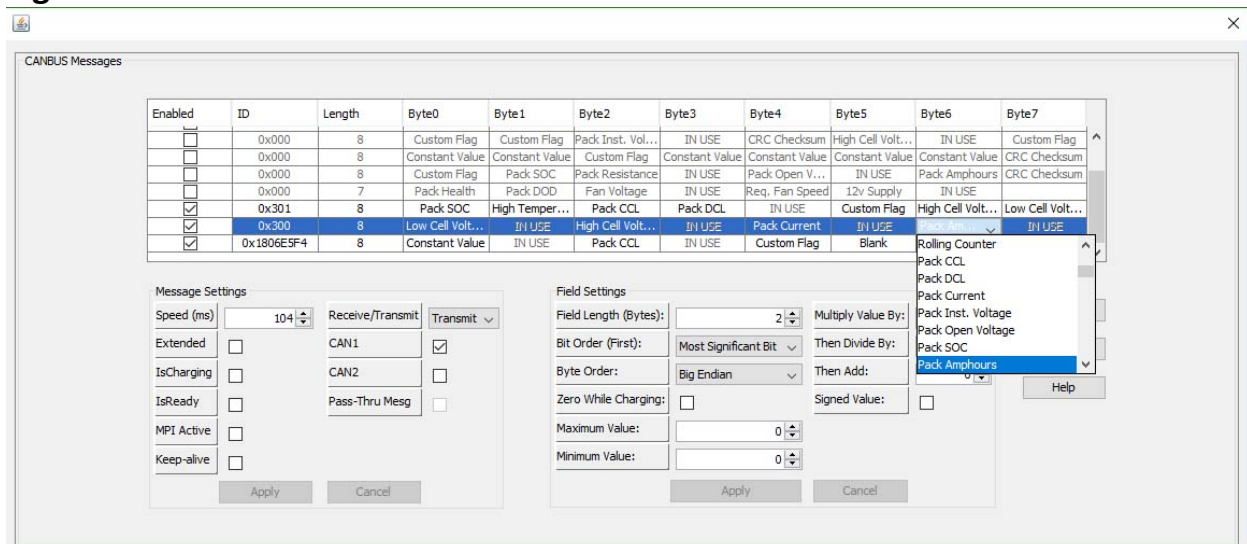 CANBUS Messages
Enabled ID Length Byte0 Byte1 Byte2 Byte3 Byte4 Byte5 Byte6 Byte7
0x000 8 Custom Flag Custom Flag Pack Inst. Vol... IN USE CRC Checksum High Cell Volt... IN USE Custom Flag
0x000 8 Constant Value Constant Value Custom Flag Constant Value Constant Value Constant Value Constant Value CRC Checksum
0x000 8 Custom Flag Pack SOC Pack Resistance IN USE Pack Open V... IN USE Pack Amphours CRC Checksum
0x000 7 Pack Health Pack DOD Fan Voltage IN USE Req. Fan Speed 12v Supply IN USE
0x301 8 Pack SOC High Temper... Pack CCL Pack DCL IN USE Custom Flag High Cell Volt... Low Cell Volt...
0x300 8 Low Cell Volt... IN USE High Cell Volt... IN USE Pack Current IN USE Pack Am... IN USE
0x1806E5F4 8 Constant Value IN USE Pack CCL IN USE Custom Flag Blank
Rolling Counter
Pack CCL
Pack DCL
Pack Current
Pack Inst. Voltage
Pack Open Voltage
Pack SOC
Pack Amphours
Message Settings
Speed (ms) 104 Receive/Transmit Transmit
Extended CAN1
IsCharging CAN2
IsReady Pass-Thru Mesg
MPI Active
Keep-alive
Apply Cancel
Field Settings
Field Length (Bytes): 2 Multiply Value By:
Bit Order (First): Most Significant Bit Then Divide By:
Byte Order: Big Endian Then Add: 0
Zero While Charging: Signed Value:
Maximum Value: 0
Minimum Value: 0
Apply Cancel
Help